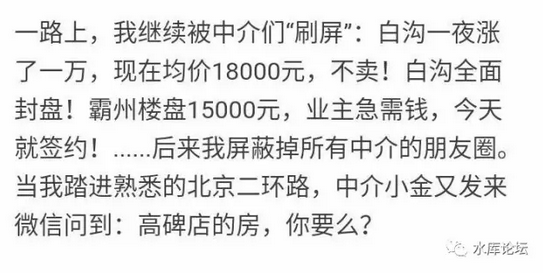 一路上，我继续被中介们“刷屏”：白沟一夜涨
了一万，现在均价18000元，不卖！白沟全面
封盘！霸州楼盘15000元，业主急需钱，今天
就签约！......后来我屏蔽掉所有中介的朋友圈。
当我踏进熟悉的北京二环路，中介小金又发来
微信问到：高碑店的房，你要么？
水库论坛